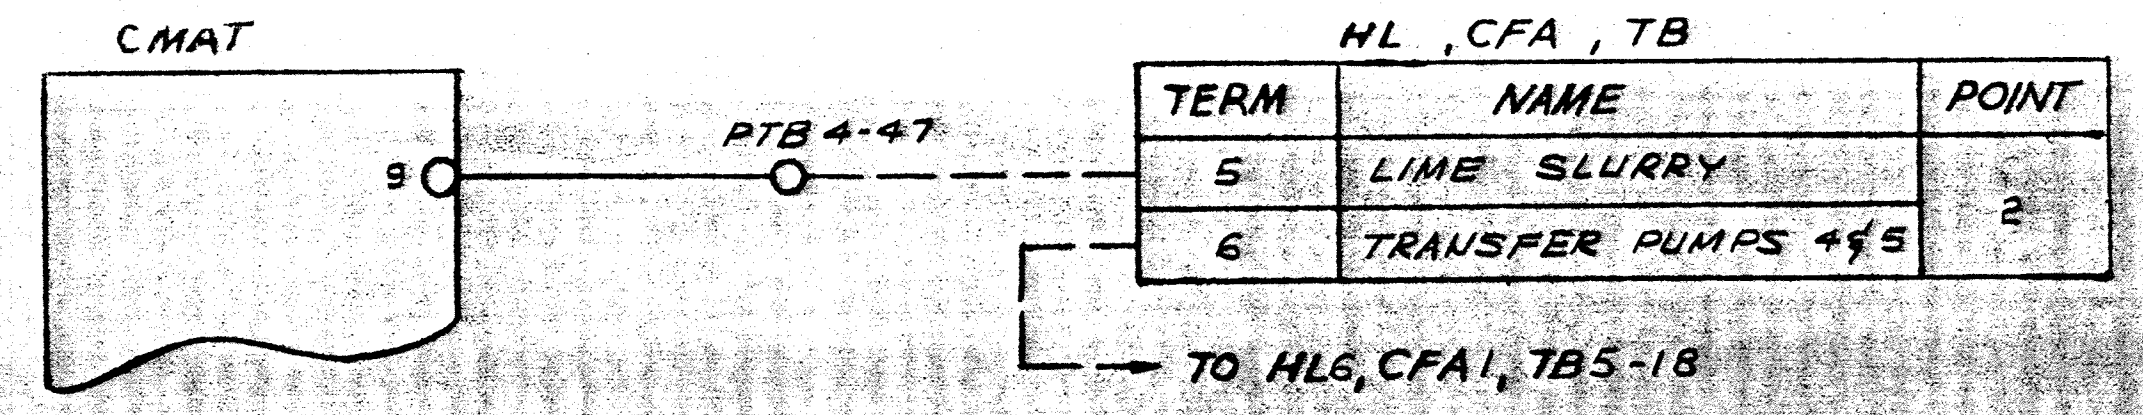 CMAT
HL , CFA , TB
TERM NAME POINT
PTB 4-47
9
5 LIME SLURRY
2
6 TRANSFER PUMPS 4 & 5
TO HL6, CFA1, TB5-18